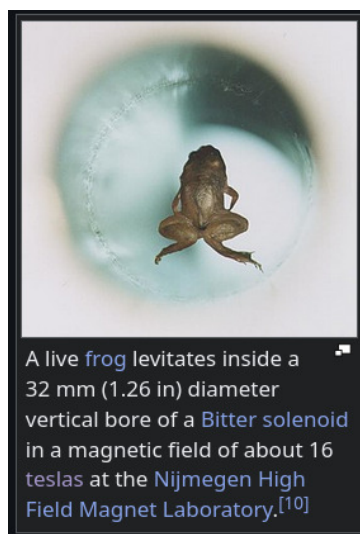 A live frog levitates inside a
32 mm (1.26 in) diameter
vertical bore of a Bitter solenoid
in a magnetic field of about 16
teslas at the Nijmegen High
Field Magnet Laboratory.[10]